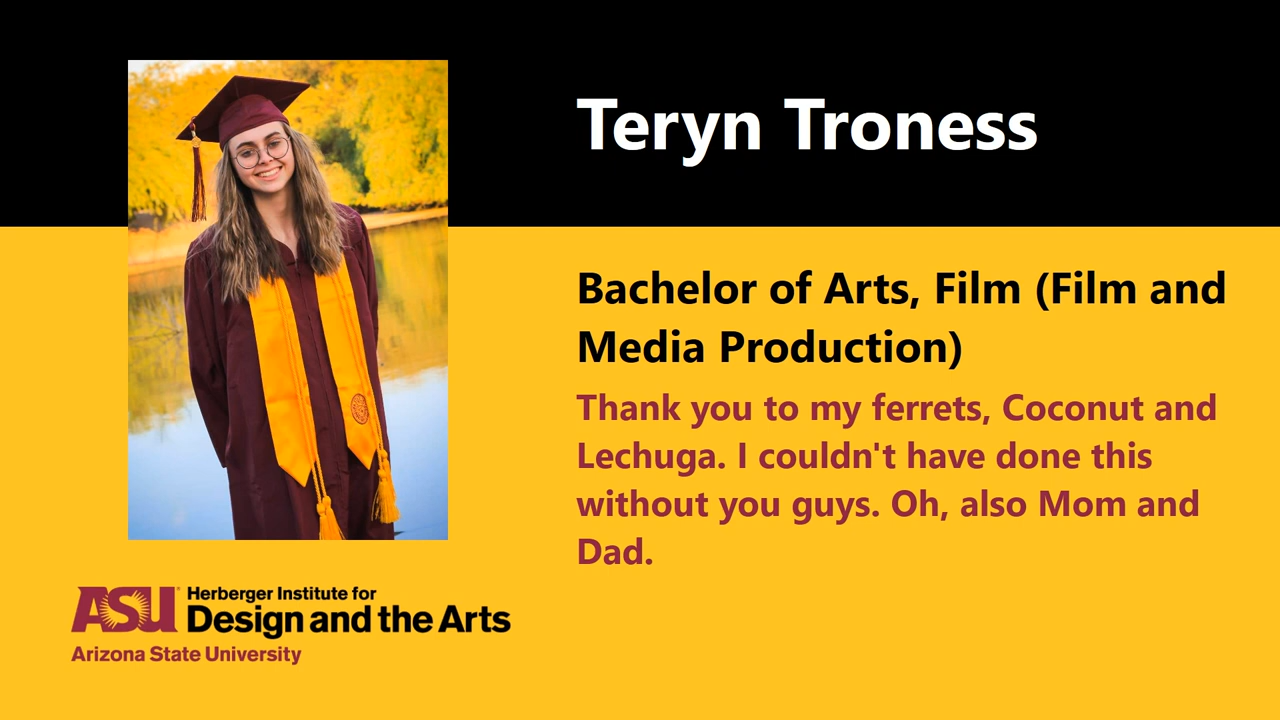 Teryn Troness
Bachelor of Arts, Film (Film and
Media Production)
Thank you to my ferrets, Coconut and
Lechuga. I couldn't have done this
without you guys. Oh, also Mom and
Dad.
ASU Herberger Institute for
Design and the Arts
Arizona State University